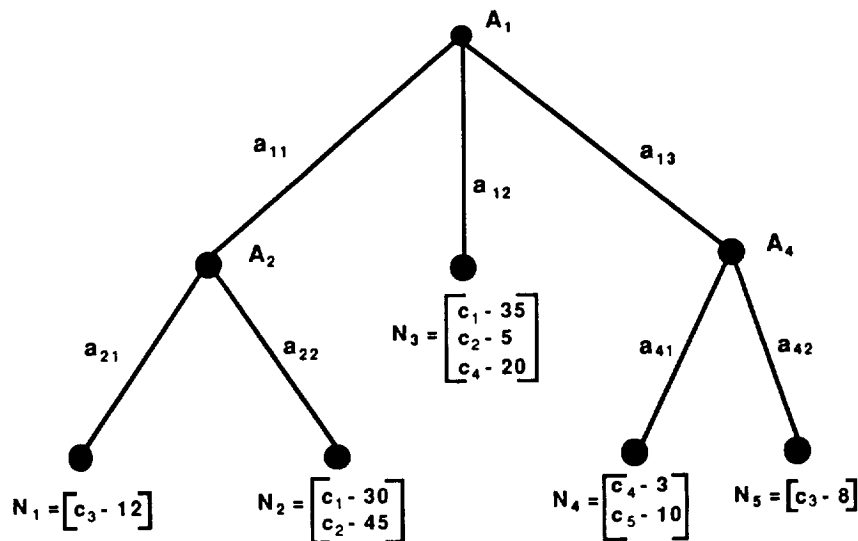 A₁
a₁₁
a₁₂
a₁₃
A₂
A₄
a₂₁
a₂₂
N₃ = [c₁ - 35
c₂ - 5
c₄ - 20]
a₄₁
a₄₂
N₁ = [c₃ - 12]
N₂ = [c₁ - 30
c₂ - 45]
N₄ = [c₄ - 3
c₅ - 10]
N₅ = [c₃ - 8]